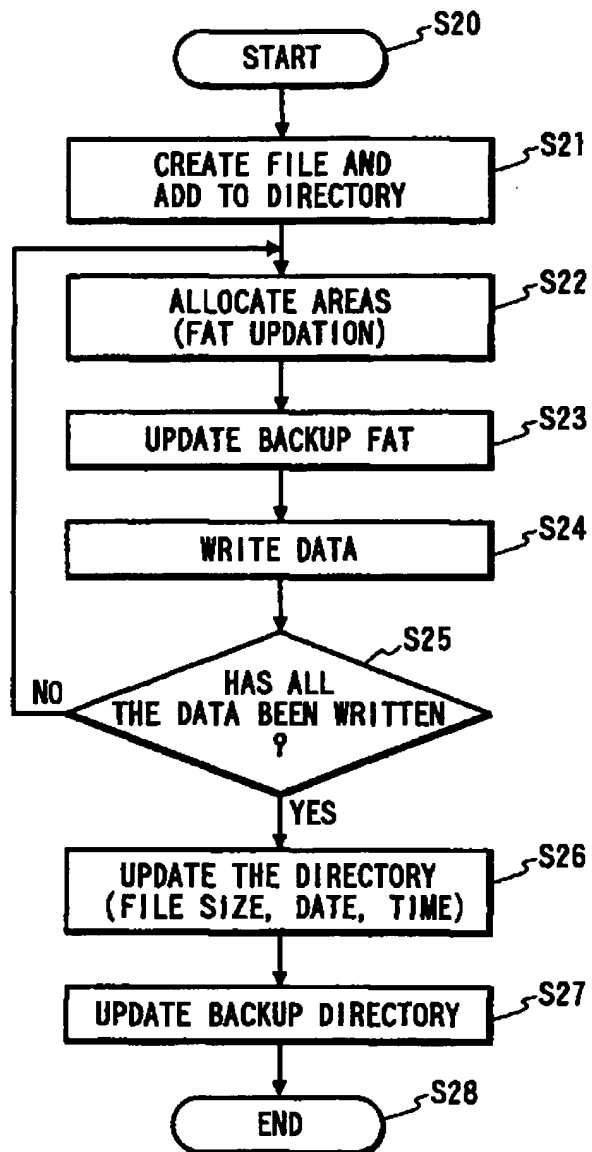 START
S20
CREATE FILE AND
ADD TO DIRECTORY
S21
ALLOCATE AREAS
(FAT UPDATION)
S22
UPDATE BACKUP FAT
S23
WRITE DATA
S24
S25
HAS ALL
THE DATA BEEN WRITTEN
?
NO
YES
UPDATE THE DIRECTORY
(FILE SIZE, DATE, TIME)
S26
UPDATE BACKUP DIRECTORY
S27
END
S28